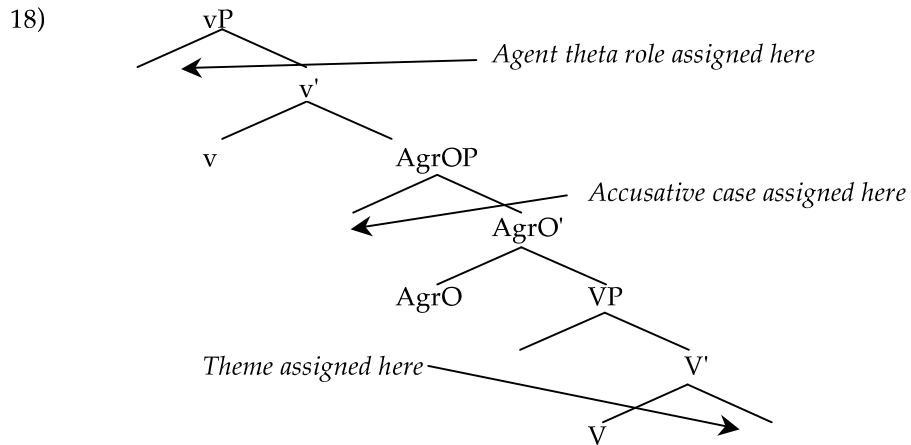 18)
vP
Agent theta role assigned here
v'
v
AgrOP
Accusative case assigned here
AgrO'
AgrO
VP
Theme assigned here
V'
V